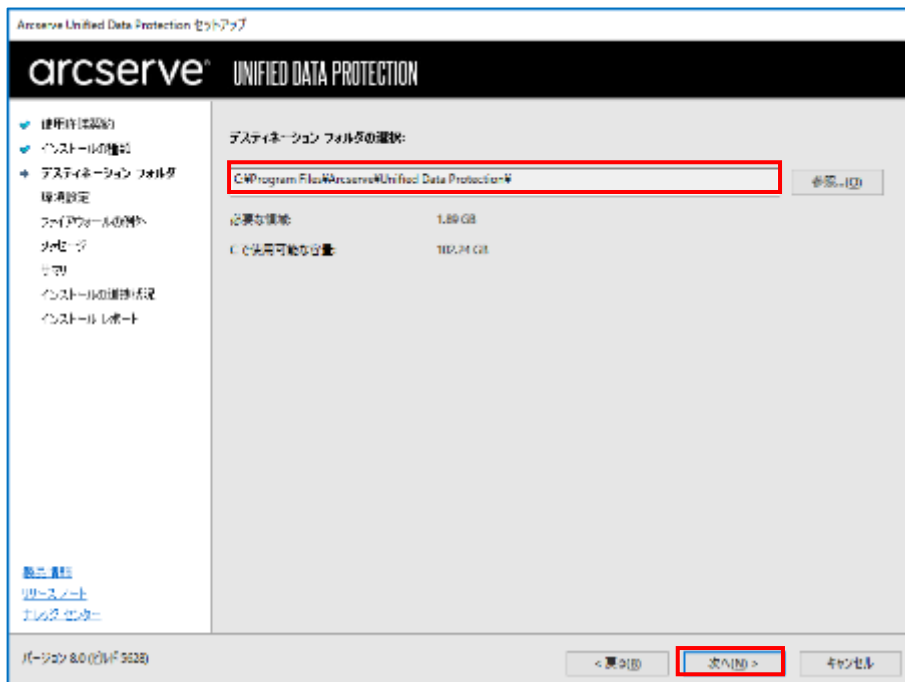 Arcserve Unified Data Protection セットアップ
arcserve® UNIFIED DATA PROTECTION
使用許諾契約
インストールの種類
デスティネーション フォルダ
環境設定
ファイアウォールの例外
メッセージ
サマリ
インストールの進捗状況
インストール レポート
デスティネーション フォルダの選択:
C:¥Program Files¥Arcserve¥Unified Data Protection¥
参照...(O)
必要な領域: 1.89 GB
C で使用可能な容量: 102.24 GB
製品情報
リリース ノート
ナレッジ センター
バージョン 8.0 (ビルド 5628)
< 戻る(B)
次へ(N) >
キャンセル